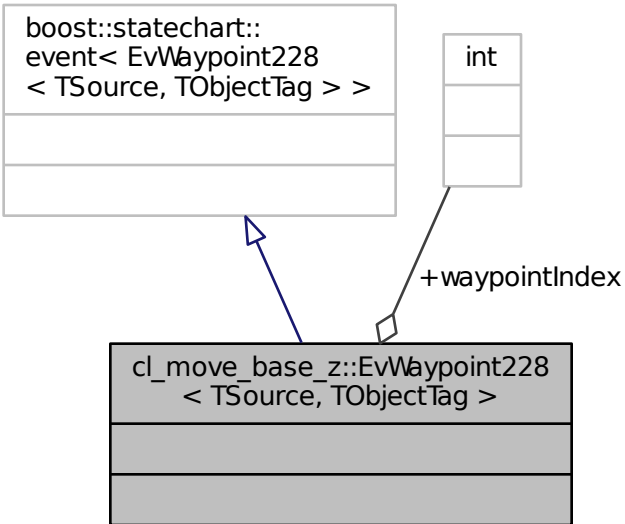 boost::statechart::
event< EvWaypoint228
< TSource, TObjectTag > >
int
+waypointIndex
cl_move_base_z::EvWaypoint228
< TSource, TObjectTag >